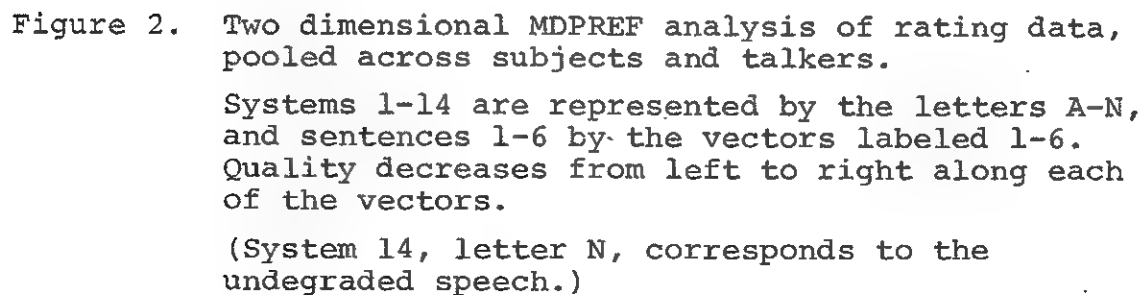 Figure 2. Two dimensional MDPREF analysis of rating data,
pooled across subjects and talkers.
Systems 1-14 are represented by the letters A-N,
and sentences 1-6 by the vectors labeled 1-6.
Quality decreases from left to right along each
of the vectors.
(System 14, letter N, corresponds to the
undegraded speech.)